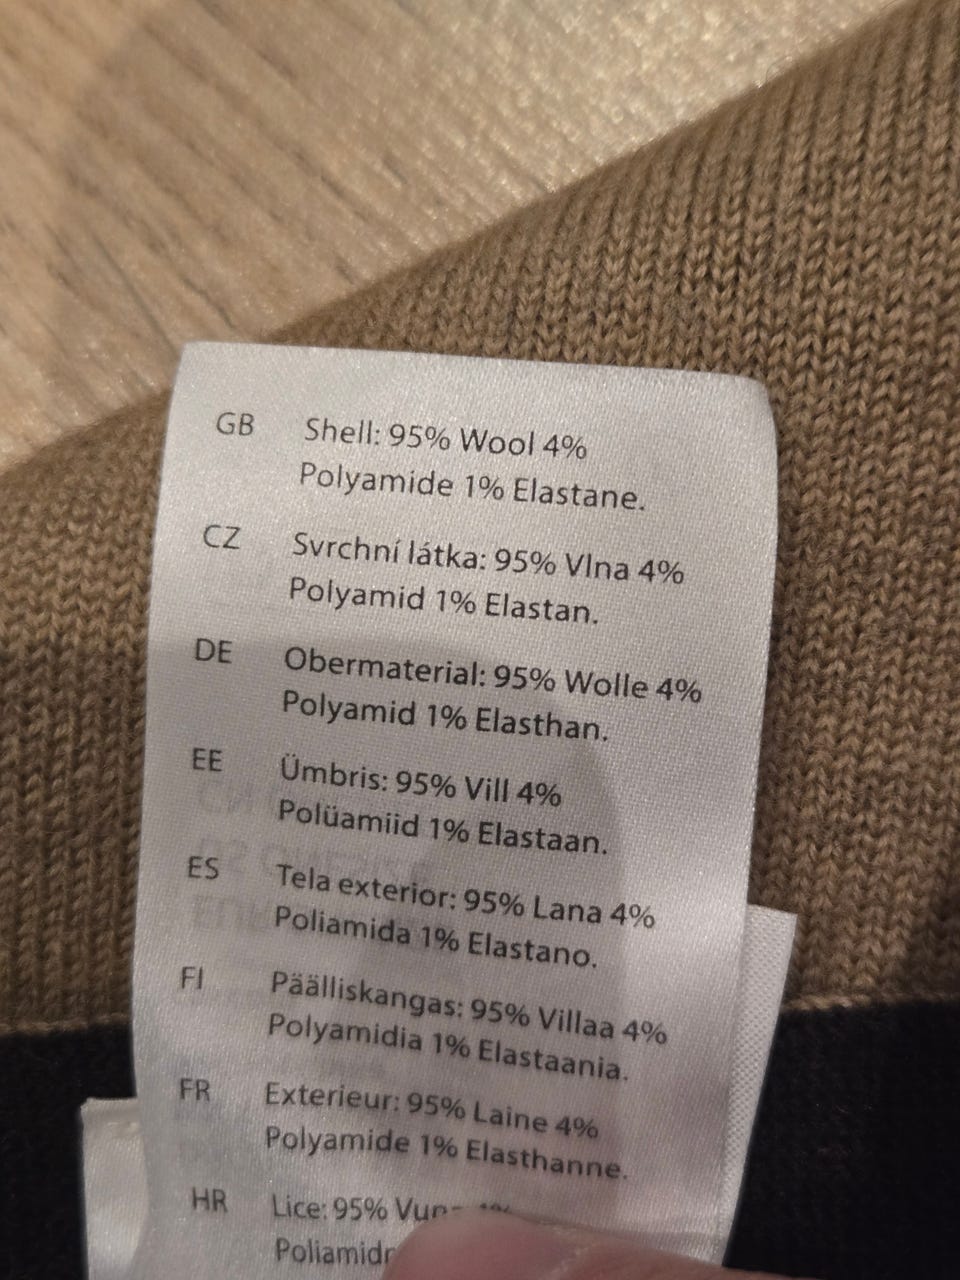 GB Shell: 95% Wool 4%
Polyamide 1% Elastane.
CZ Svrchní látka: 95% Vlna 4%
Polyamid 1% Elastan.
DE Obermaterial: 95% Wolle 4%
Polyamid 1% Elasthan.
EE Ümbris: 95% Vill 4%
Polüamiid 1% Elastaan.
ES Tela exterior: 95% Lana 4%
Poliamida 1% Elastano.
FI Päälliskangas: 95% Villaa 4%
Polyamidia 1% Elastaania.
FR Exterieur: 95% Laine 4%
Polyamide 1% Elasthanne.
HR Lice: 95%